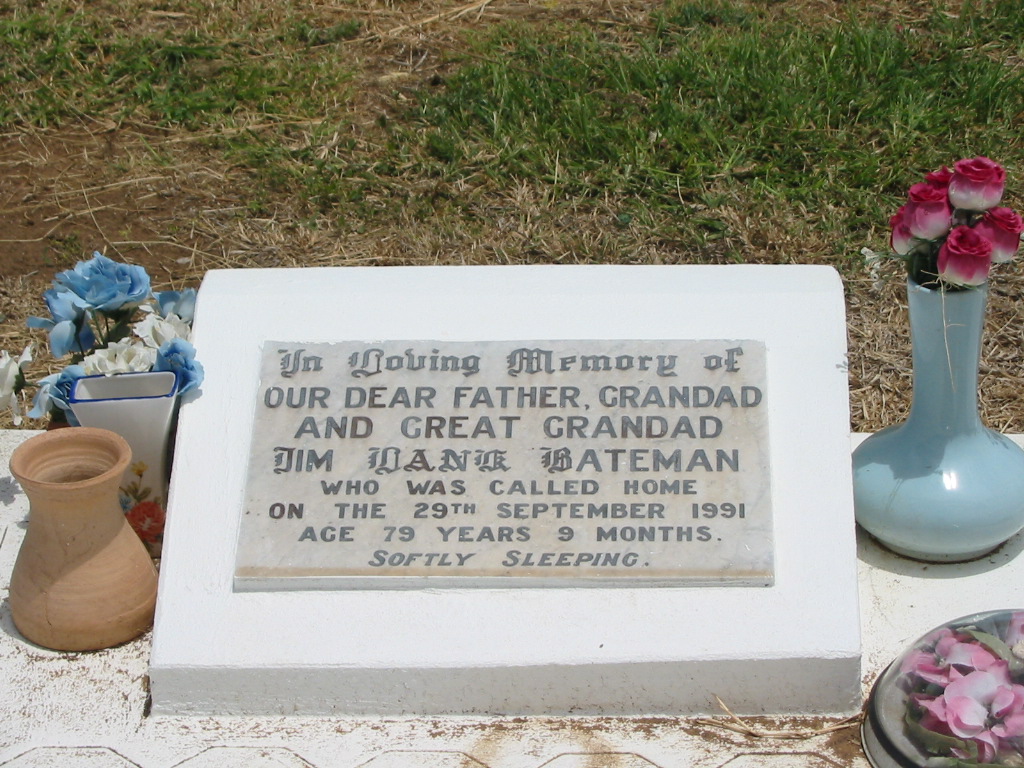 In Loving Memory of
OUR DEAR FATHER, GRANDAD
AND GREAT GRANDAD
JIM DANK BATEMAN
WHO WAS CALLED HOME
ON THE 29TH SEPTEMBER 1991
AGE 79 YEARS 9 MONTHS.
SOFTLY SLEEPING.